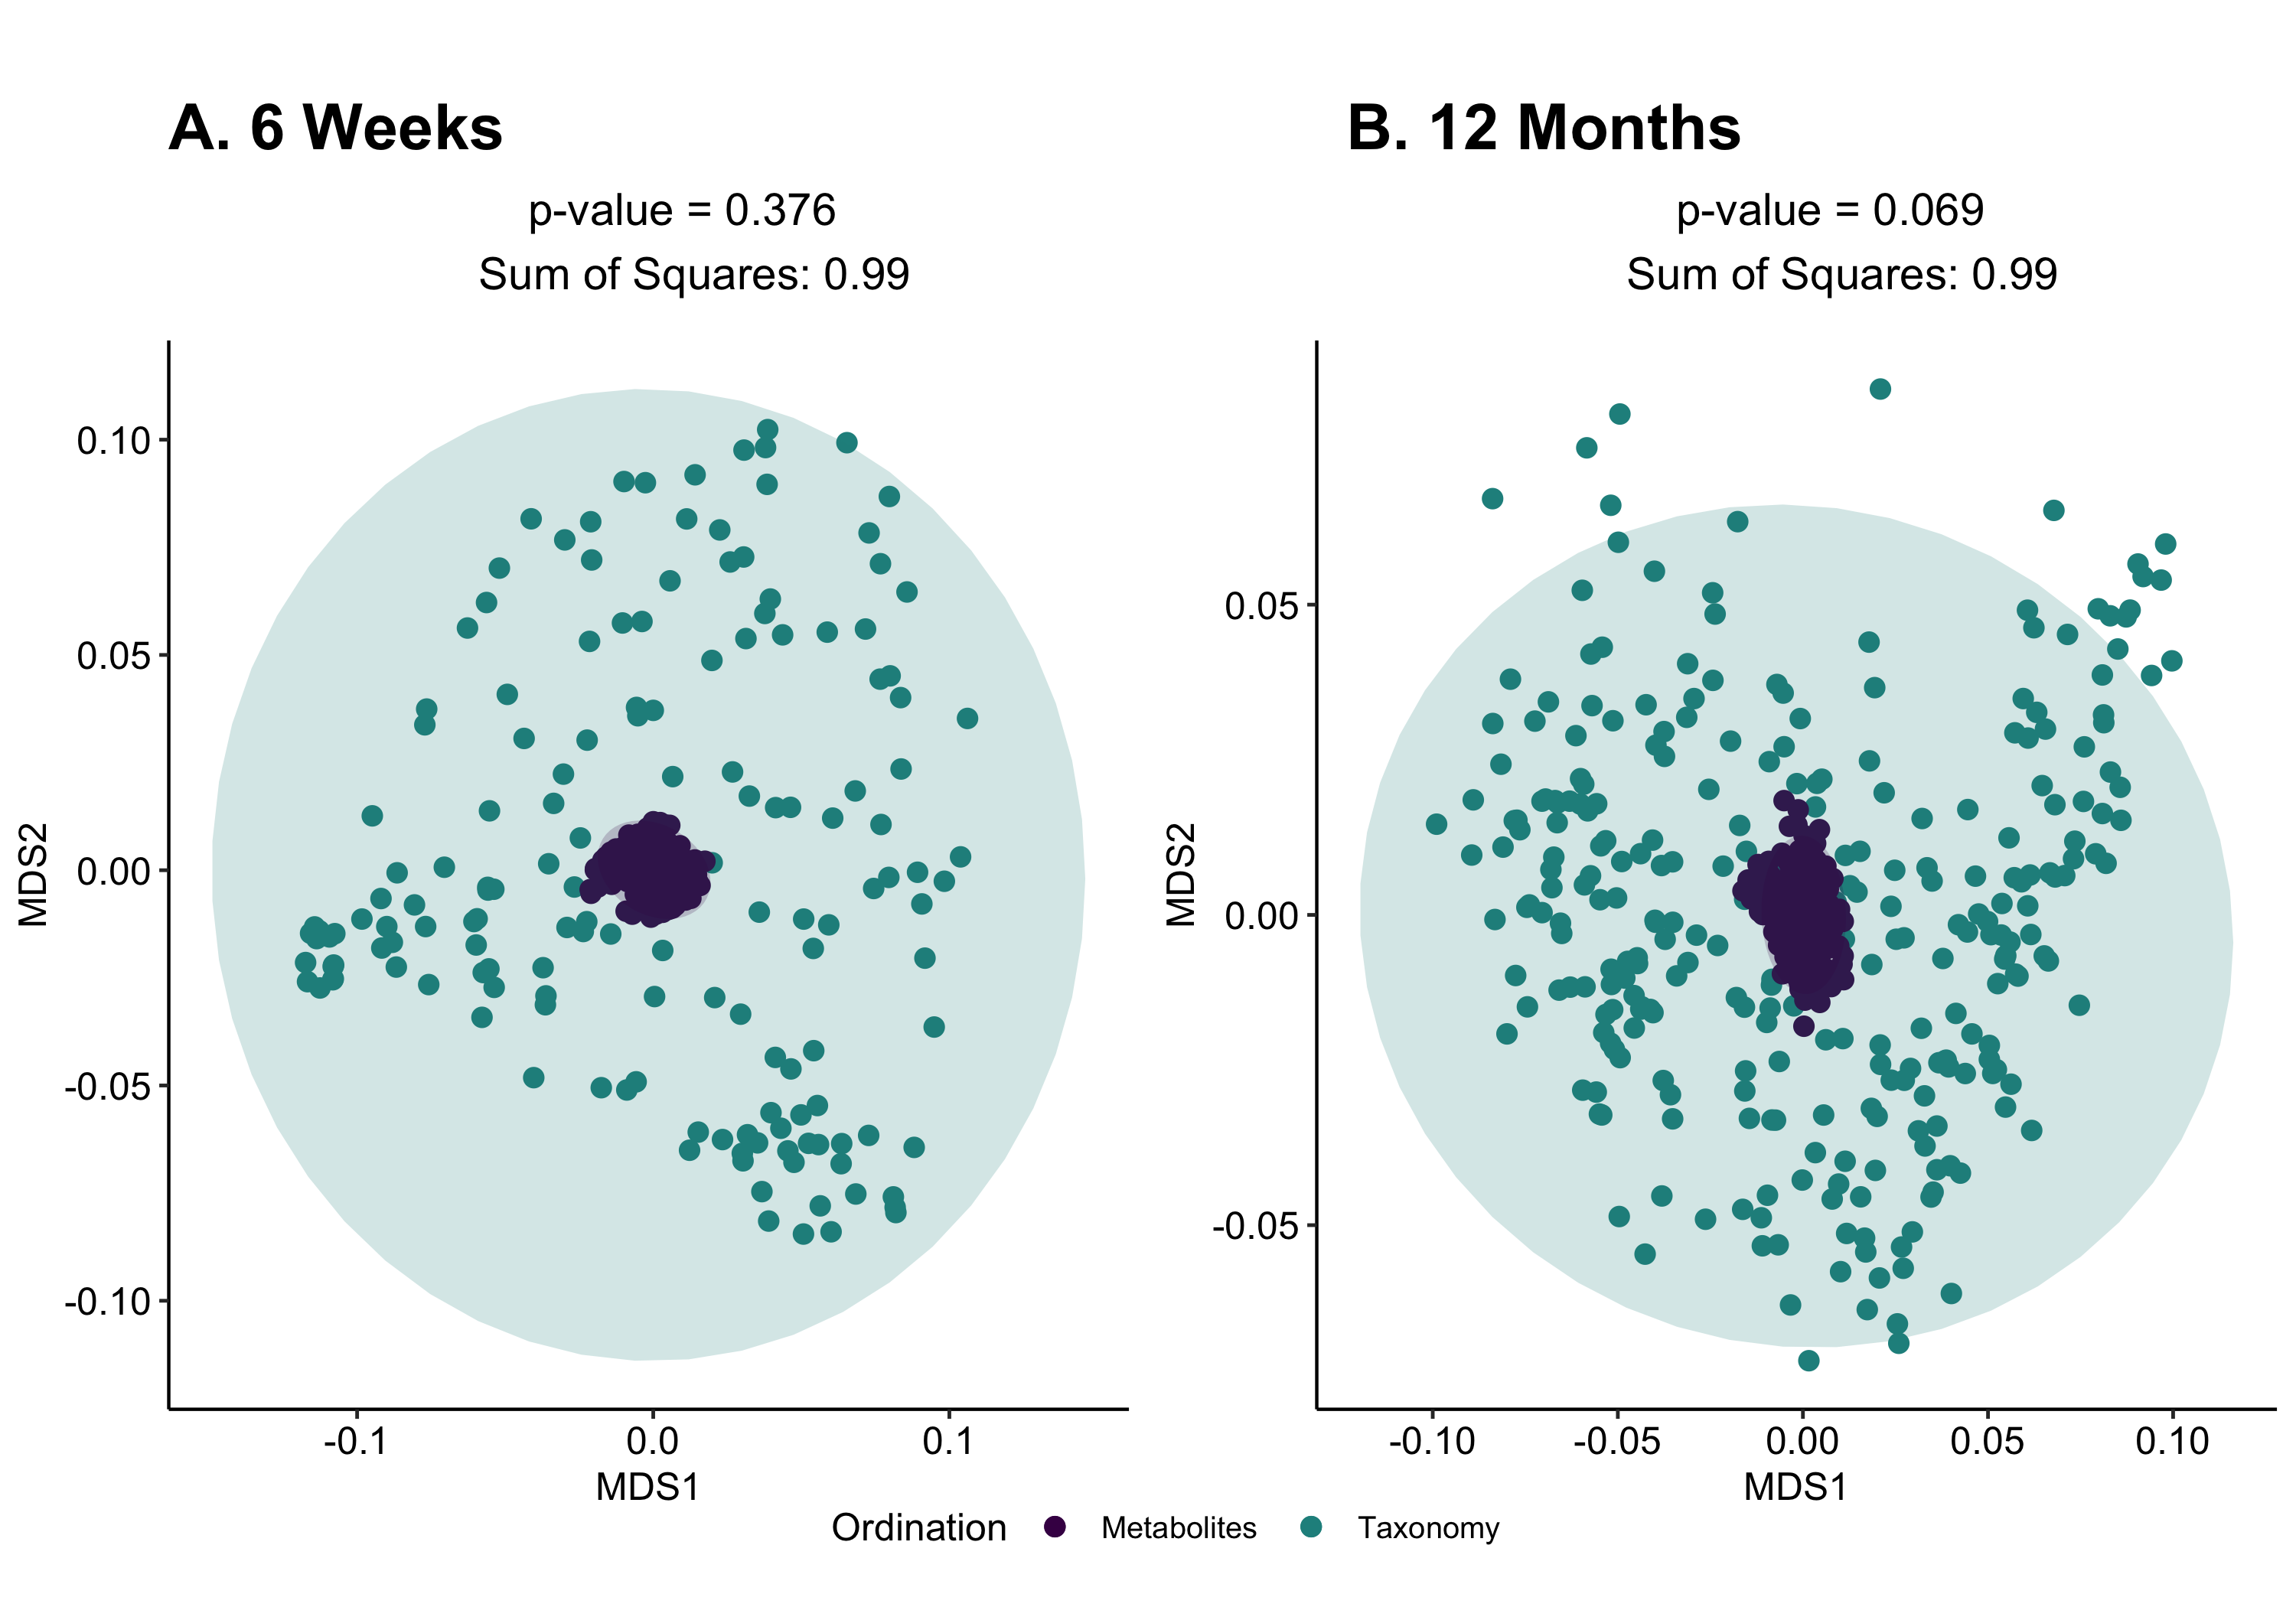 A. 6 Weeks
p-value = 0.376
Sum of Squares: 0.99
MDS2
0.10
0.05
0.00
-0.05
-0.10
-0.1 0.0 0.1
MDS1
B. 12 Months
p-value = 0.069
Sum of Squares: 0.99
MDS2
0.05
0.00
-0.05
-0.10 -0.05 0.00 0.05 0.10
MDS1
Ordination Metabolites Taxonomy